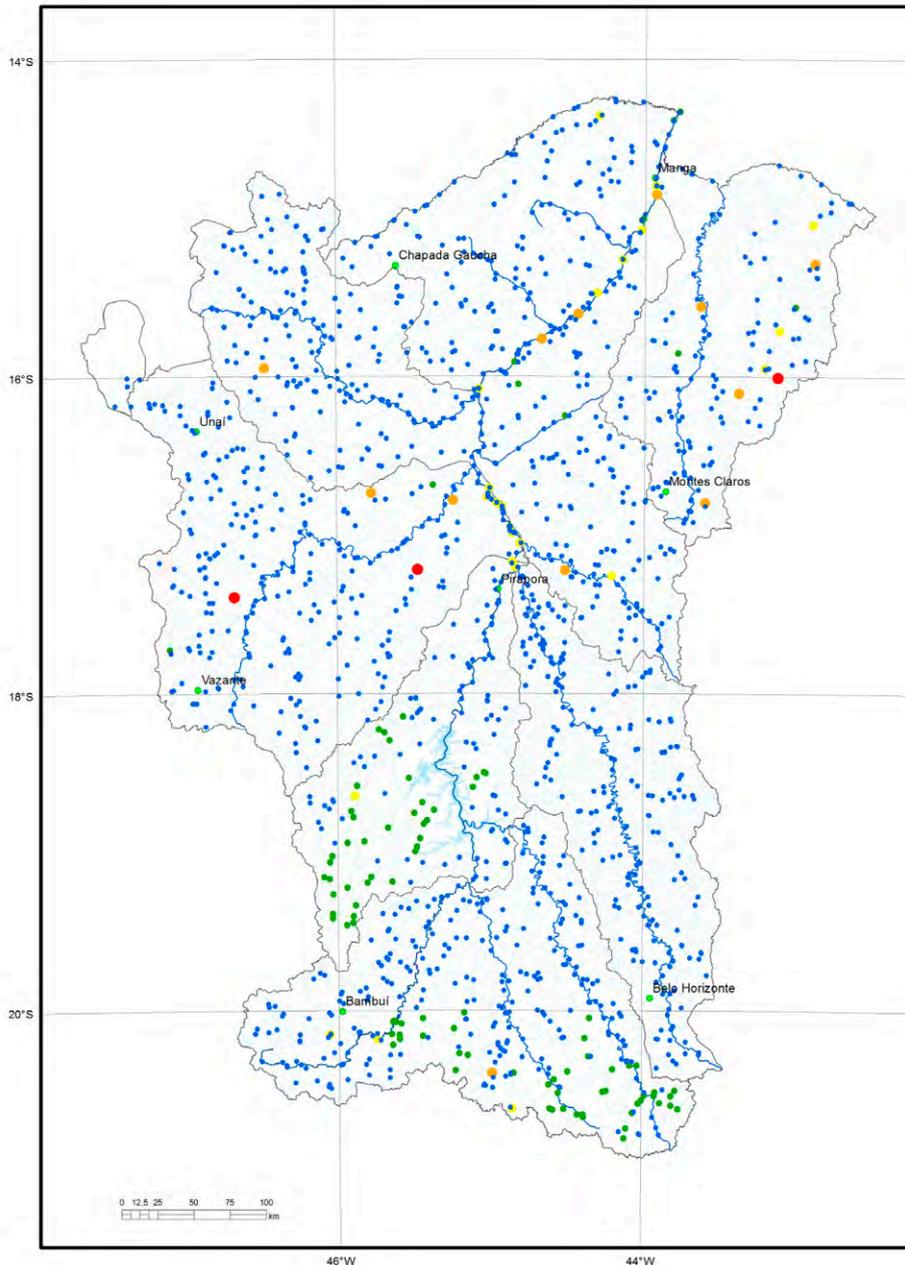 14°S
Manga
Chapada Gaucha
16°S
Unaí
Montes Claros
Pirapora
18°S
Vazante
Belo Horizonte
Bambuí
20°S
0 12,5 25 50 75 100
km
46°W 44°W